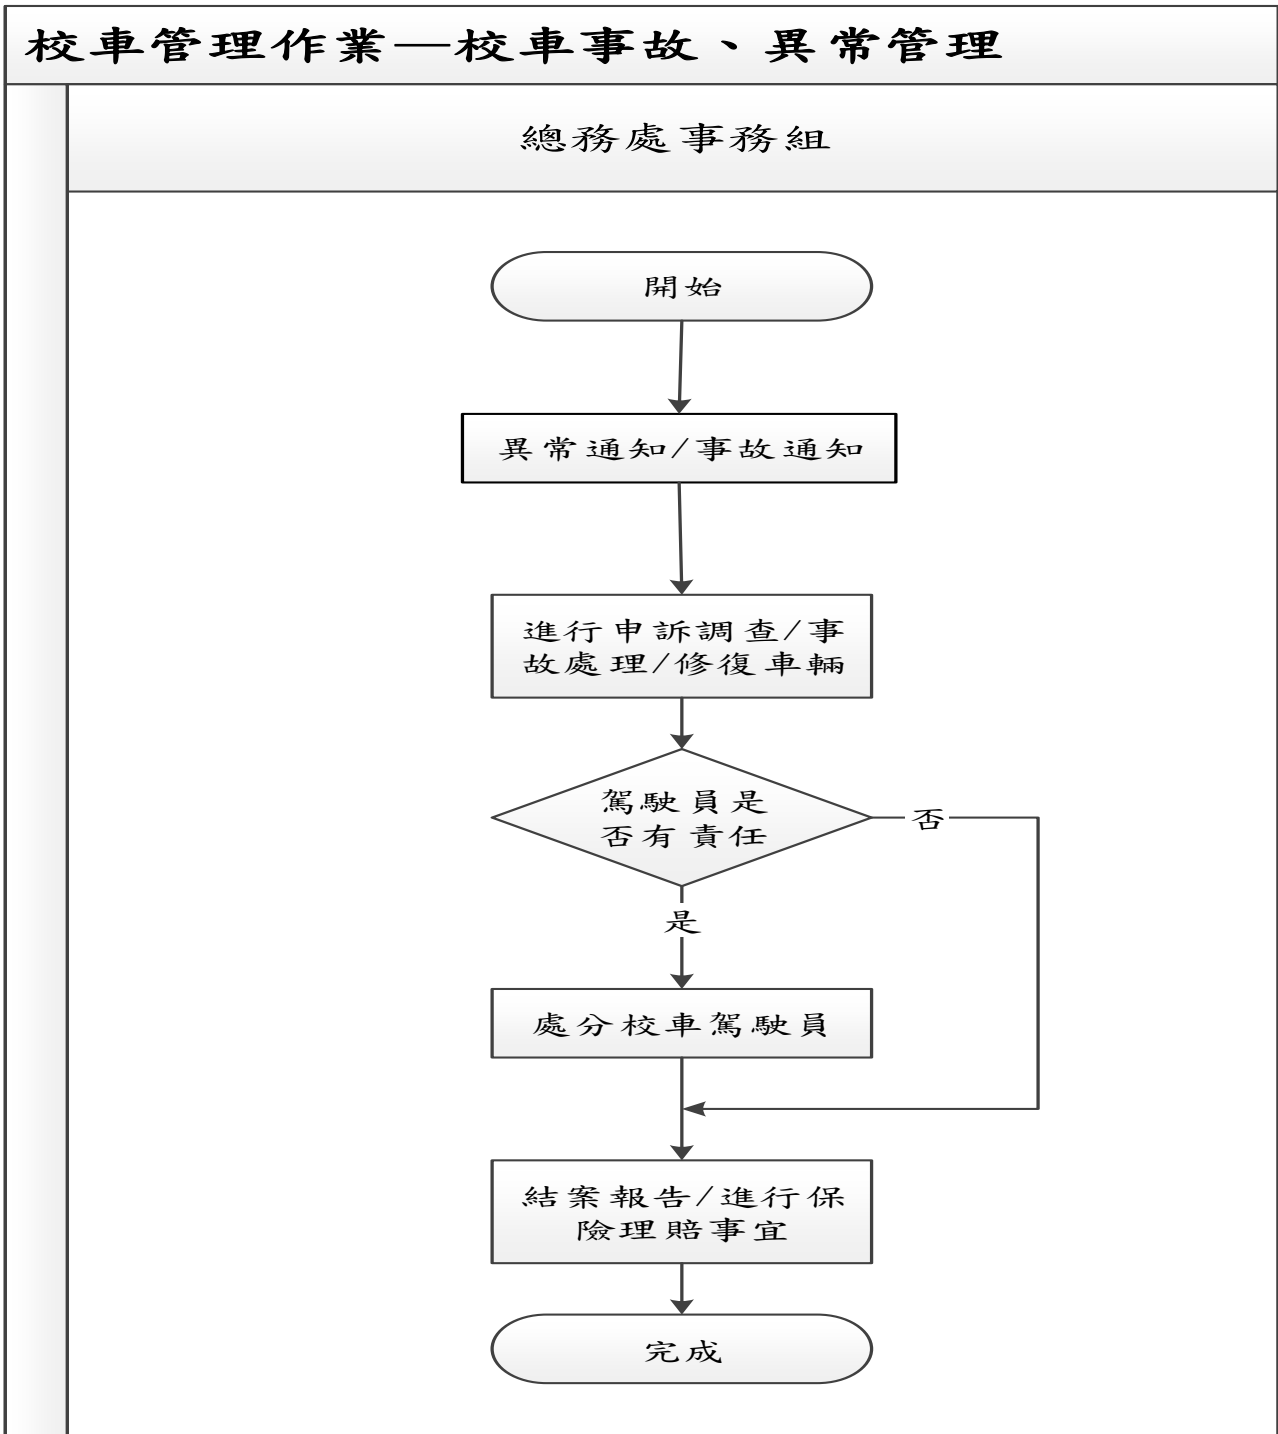 校車管理作業—校車事故、異常管理
總務處事務組
開始
異常通知/事故通知
進行申訴調查/事
故處理/修復車輛
駕駛員是
否有責任
否
是
處分校車駕駛員
結案報告/進行保
險理賠事宜
完成